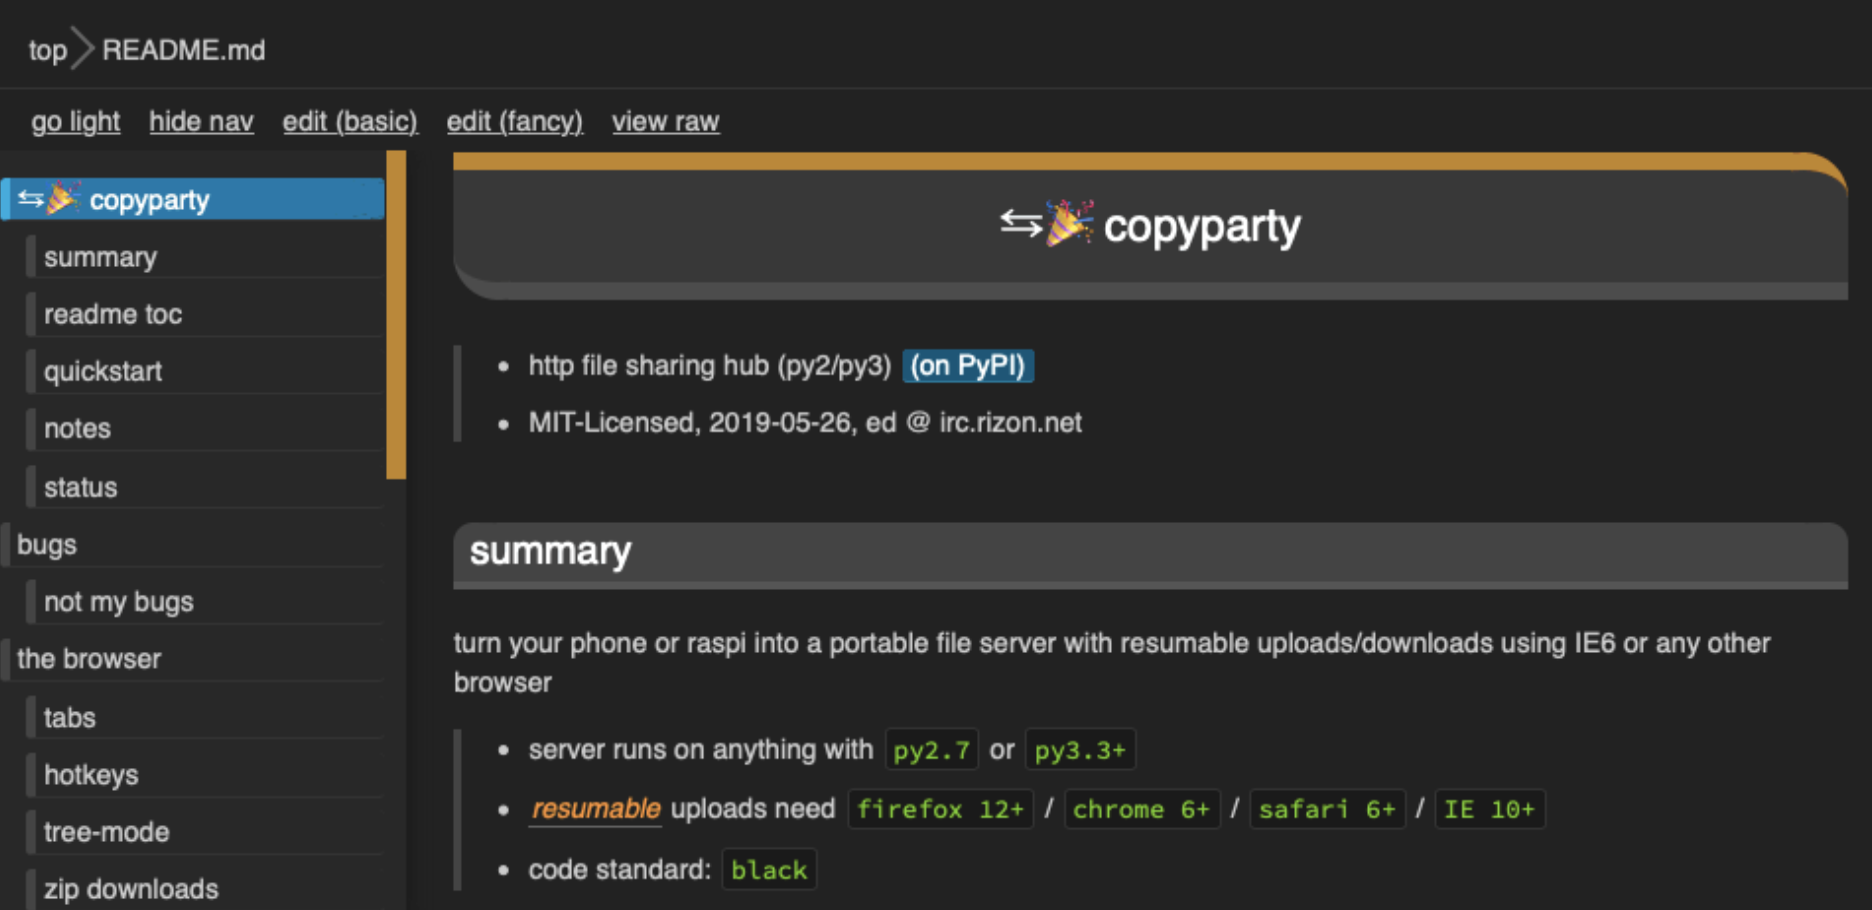 top README.md
go light hide nav edit (basic) edit (fancy) view raw
⇆🎉 copyparty
summary
readme toc
quickstart
notes
status
bugs
not my bugs
the browser
tabs
hotkeys
tree-mode
zip downloads
⇆🎉 copyparty
• http file sharing hub (py2/py3) (on PyPI)
• MIT-Licensed, 2019-05-26, ed @ irc.rizon.net
summary
turn your phone or raspi into a portable file server with resumable uploads/downloads using IE6 or any other
browser
• server runs on anything with py2.7 or py3.3+
• resumable uploads need firefox 12+ / chrome 6+ / safari 6+ / IE 10+
• code standard: black